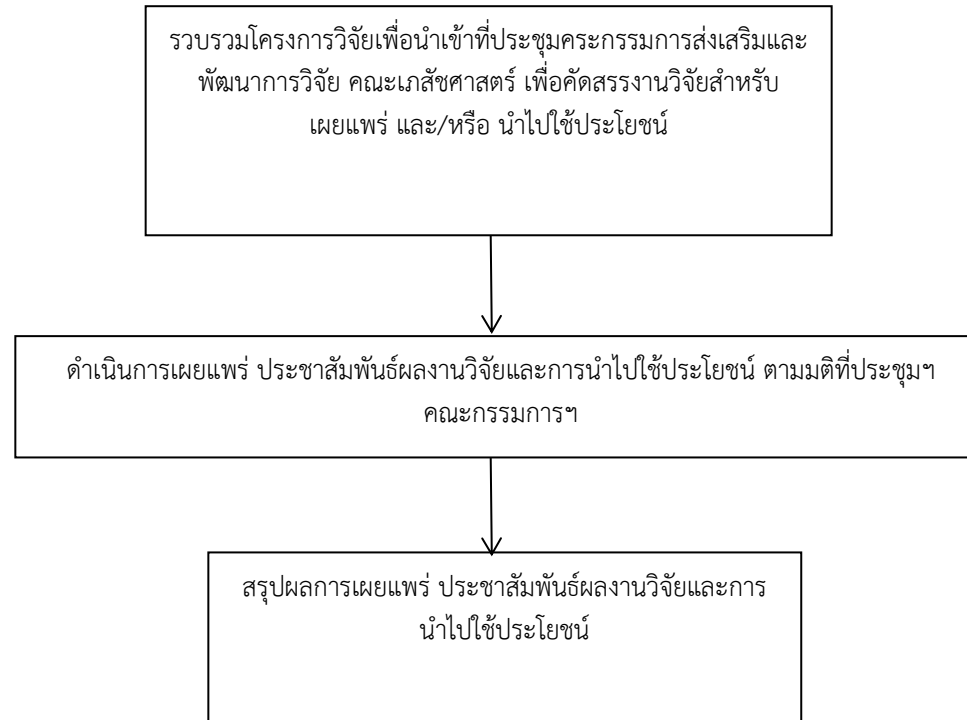 รวบรวมโครงการวิจัยเพื่อนำเข้าที่ประชุมคระกรรมการส่งเสริมและ
พัฒนาการวิจัย คณะเภสัชศาสตร์ เพื่อคัดสรรงานวิจัยสำหรับ
เผยแพร่ และ/หรือ นำไปใช้ประโยชน์
ดำเนินการเผยแพร่ ประชาสัมพันธ์ผลงานวิจัยและการนำไปใช้ประโยชน์ ตามมติที่ประชุมฯ
คณะกรรมการฯ
สรุปผลการเผยแพร่ ประชาสัมพันธ์ผลงานวิจัยและการ
นำไปใช้ประโยชน์